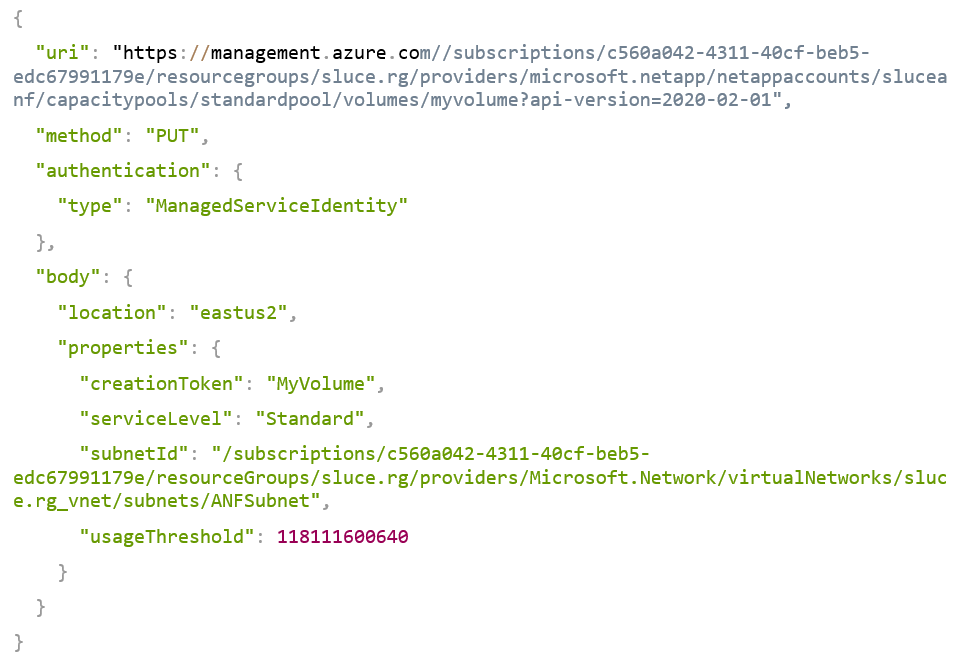 {
"uri": "https://management.azure.com//subscriptions/c560a042-4311-40cf-beb5-
edc67991179e/resourcegroups/sluce.rg/providers/microsoft.netapp/netappaccounts/slucea
nf/capacitypools/standardpool/volumes/myvolume?api-version=2020-02-01",
"method": "PUT",
"authentication": {
"type": "ManagedServiceIdentity"
},
"body": {
"location": "eastus2",
"properties": {
"creationToken": "MyVolume",
"serviceLevel": "Standard",
"subnetId": "/subscriptions/c560a042-4311-40cf-beb5-
edc67991179e/resourceGroups/sluce.rg/providers/Microsoft.Network/virtualNetworks/sluc
e.rg_vnet/subnets/ANFSubnet",
"usageThreshold": 118111600640
}
}
}